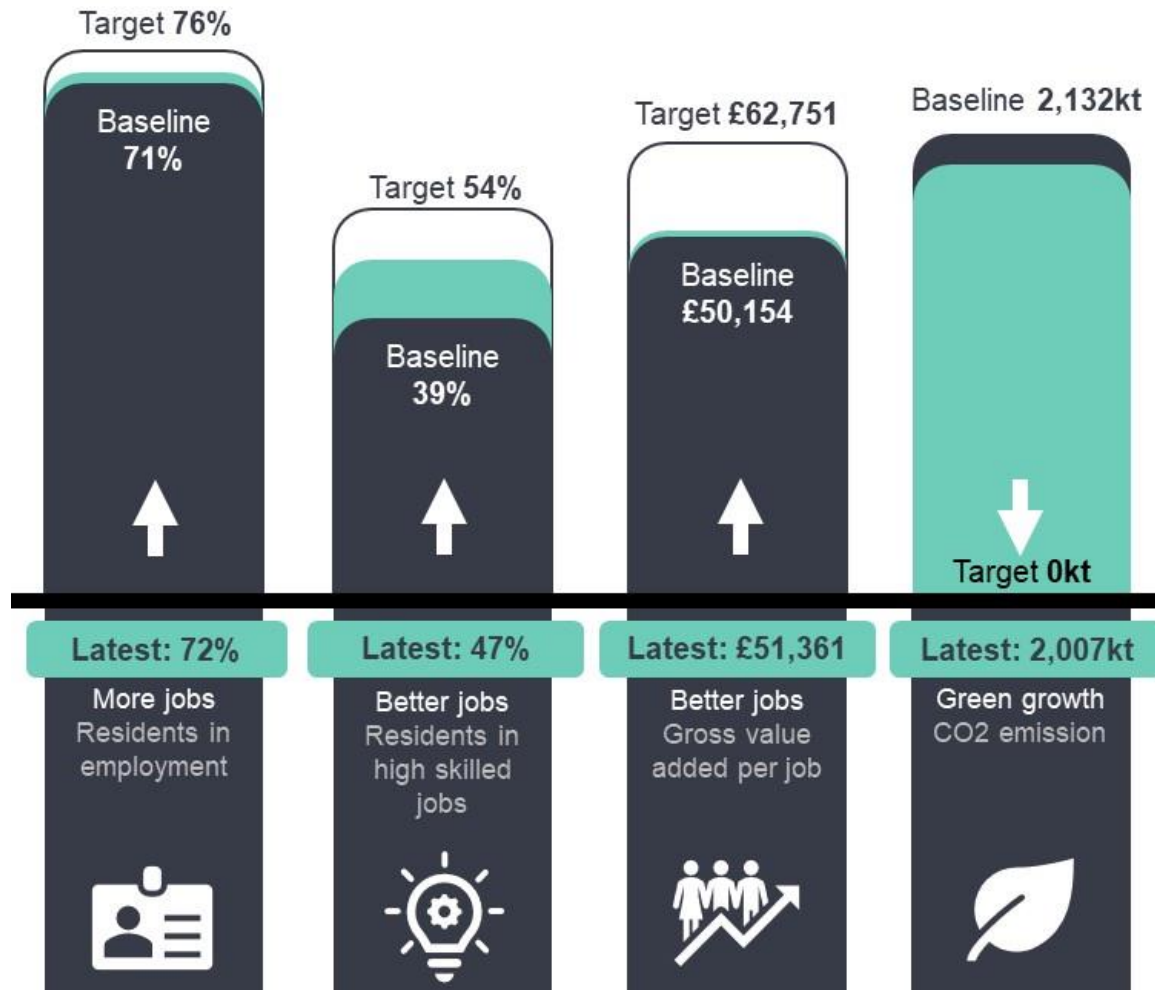 Target 76%
Baseline
71%
Latest: 72%
More jobs
Residents in
employment
Target 54%
Baseline
39%
Latest: 47%
Better jobs
Residents in
high skilled
jobs
Target £62,751
Baseline
£50,154
Latest: £51,361
Better jobs
Gross value
added per job
Baseline 2,132kt
Target 0kt
Latest: 2,007kt
Green growth
CO2 emission